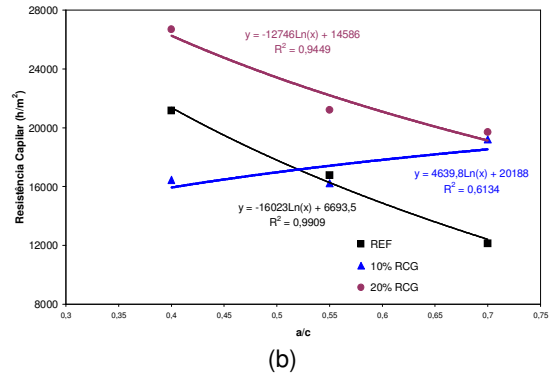 28000
24000
20000
16000
12000
8000
Resistência Capilar (h/m²)
y = -12746Ln(x) + 14586
R² = 0,9449
y = 4639,8Ln(x) + 20188
R² = 0,6134
y = -16023Ln(x) + 6693,5
R² = 0,9909
REF
10% RCG
20% RCG
0,3 0,35 0,4 0,45 0,5 0,55 0,6 0,65 0,7 0,75
a/c
(b)